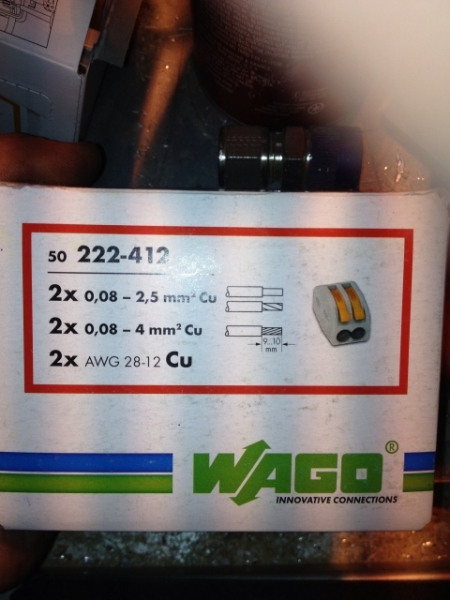 50 222-412
2x 0,08 – 2,5 mm² Cu
2x 0,08 – 4 mm² Cu
9...10
mm
2x AWG 28-12 Cu
WAGO®
INNOVATIVE CONNECTIONS